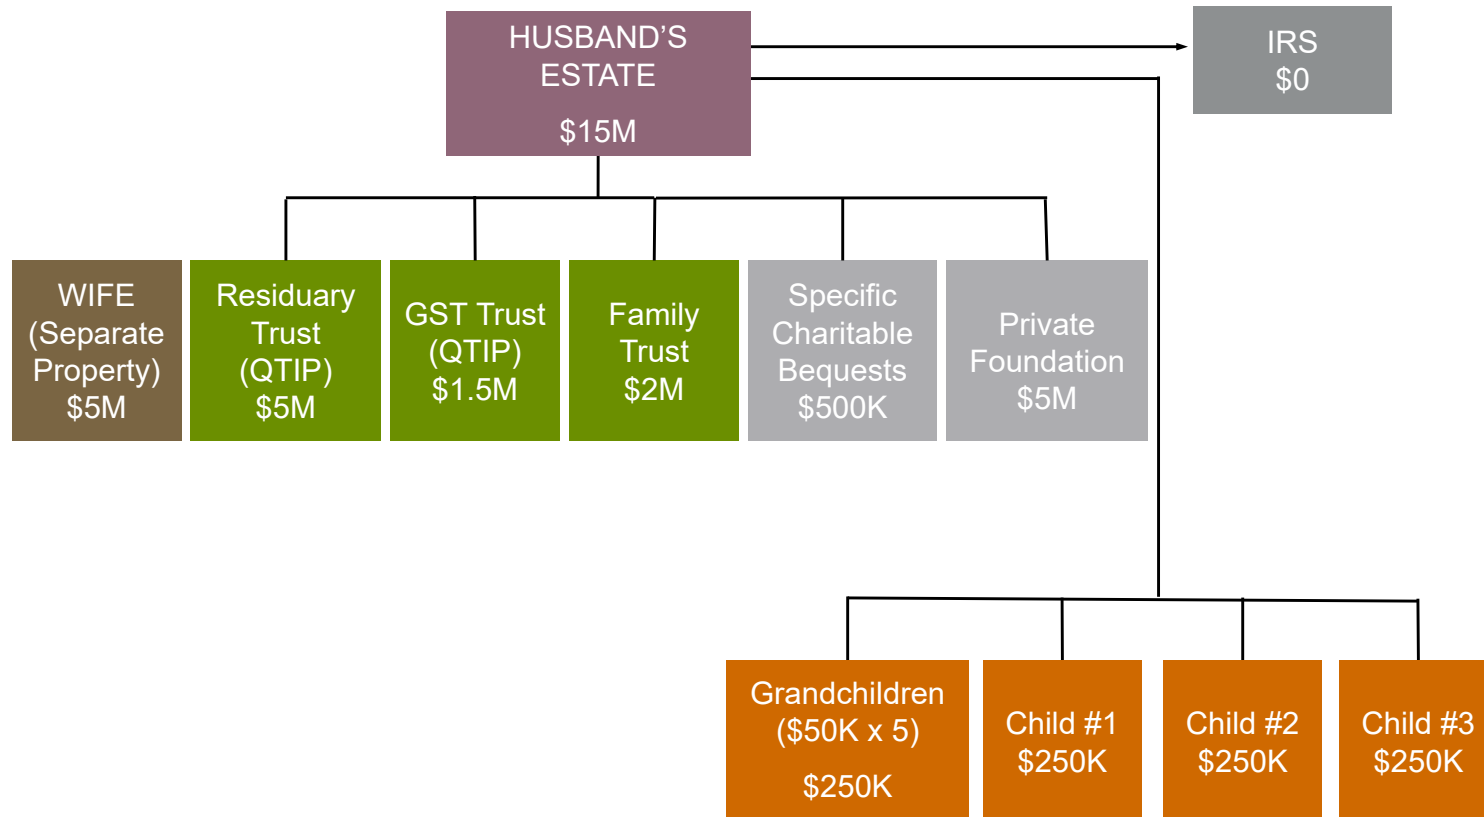 HUSBAND’S
ESTATE
$15M
IRS
$0
WIFE
(Separate
Property)
$5M
Residuary
Trust
(QTIP)
$5M
GST Trust
(QTIP)
$1.5M
Family
Trust
$2M
Specific
Charitable
Bequests
$500K
Private
Foundation
$5M
Grandchildren
($50K x 5)
$250K
Child #1
$250K
Child #2
$250K
Child #3
$250K